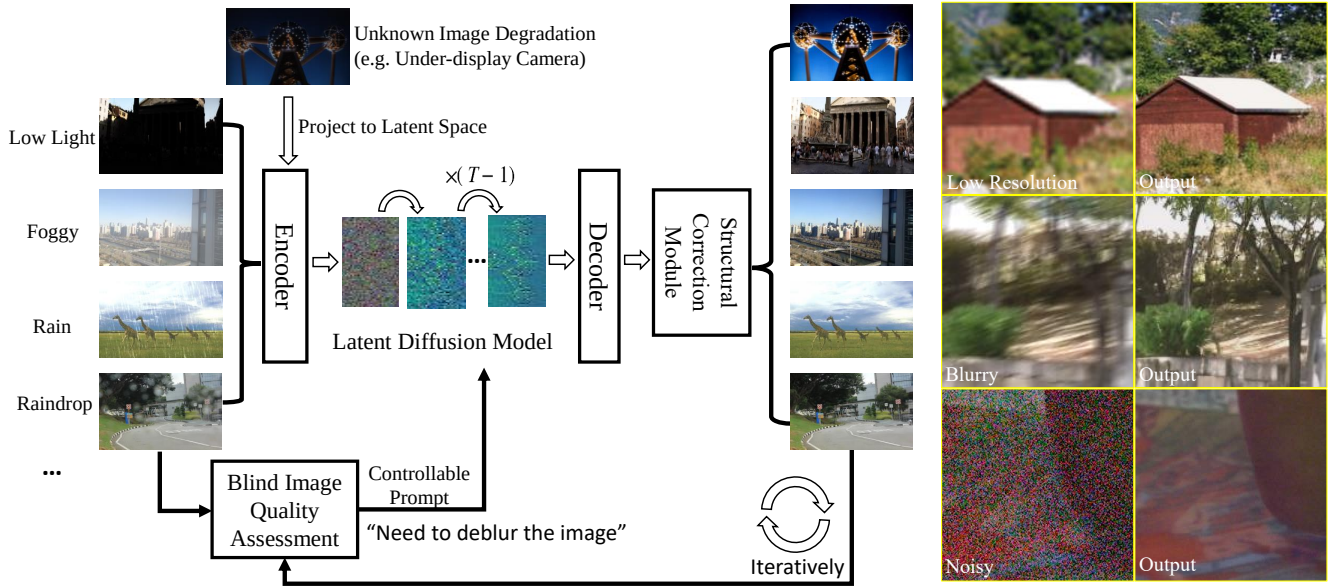 Unknown Image Degradation
(e.g. Under-display Camera)
Project to Latent Space
Low Light
Foggy
Rain
Raindrop
...
Encoder
×(T − 1)
...
Latent Diffusion Model
Decoder
Structural
Correction
Module
Blind Image
Quality
Assessment
Controllable
Prompt
“Need to deblur the image”
Iteratively
Low Resolution
Output
Blurry
Output
Noisy
Output